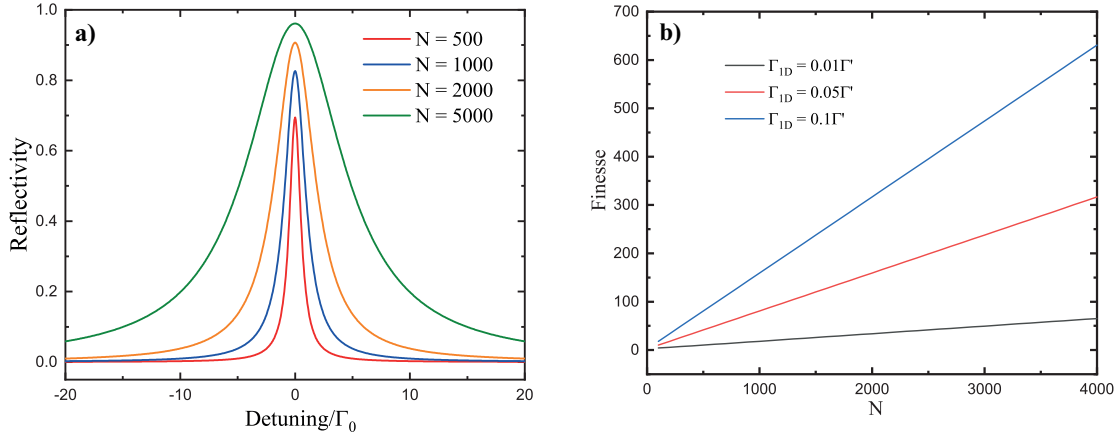 a)
Reflectivity
1.0
0.8
0.6
0.4
0.2
0.0
-20 -10 0 10 20
Detuning/Γ₀
N = 500
N = 1000
N = 2000
N = 5000
b)
Finesse
700
600
500
400
300
200
100
0
0 1000 2000 3000 4000
N
Γ₁D = 0.01Γ'
Γ₁D = 0.05Γ'
Γ₁D = 0.1Γ'